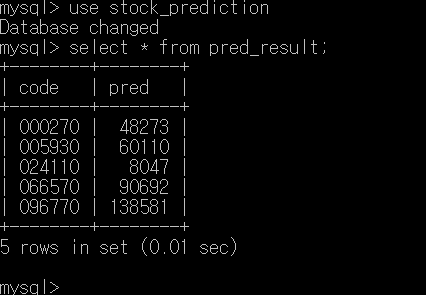 mysql> use stock_prediction
Database changed
mysql> select * from pred_result;
+--------+--------+
| code   | pred   |
+--------+--------+
| 000270 |  48273 |
| 005930 |  60110 |
| 024110 |   8047 |
| 066570 |  90692 |
| 096770 | 138581 |
+--------+--------+
5 rows in set (0.01 sec)
mysql>